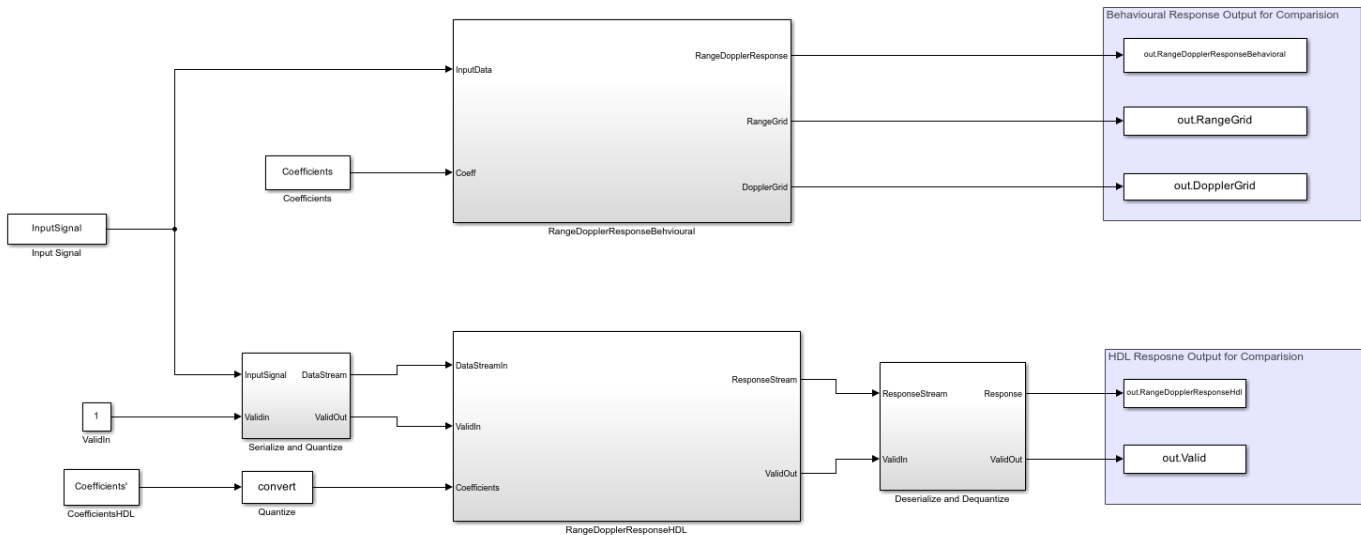 Behavioural Response Output for Comparision
out.RangeDopplerResponseBehavioral
out.RangeGrid
out.DopplerGrid
InputData
Coeff
RangeDopplerResponse
RangeGrid
DopplerGrid
RangeDopplerResponseBehvioural
Coefficients
Coefficients
InputSignal
Input Signal
InputSignal
Validin
DataStream
ValidOut
Serialize and Quantize
1
ValidIn
Coefficients'
CoefficientsHDL
convert
Quantize
DataStreamIn
ValidIn
Coefficients
ResponseStream
ValidOut
RangeDopplerResponseHDL
ResponseStream
ValidIn
Response
ValidOut
Deserialize and Dequantize
HDL Resposne Output for Comparision
out.RangeDopplerResponseHdl
out.Valid